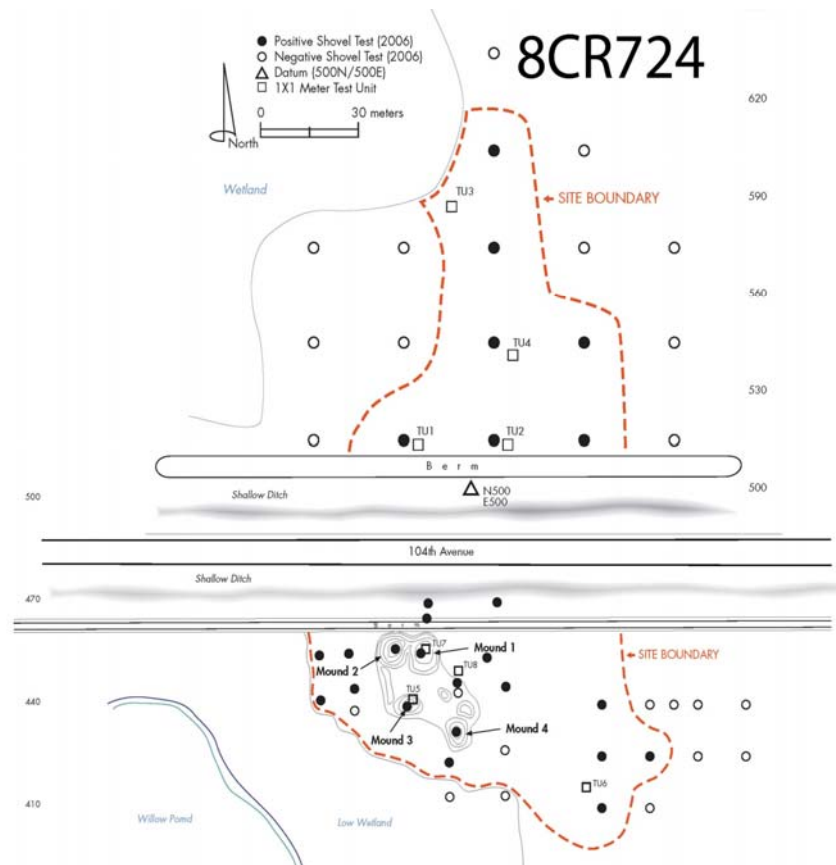 8CR724
Positive Shovel Test (2006)
Negative Shovel Test (2006)
Datum (500N/500E)
1X1 Meter Test Unit
0 30 meters
North
620
Wetland
TU3
SITE BOUNDARY
590
560
TU4
530
TU1
TU2
Berm
500
Shallow Ditch
N500
E500
500
104th Avenue
Shallow Ditch
470
Berm
TU7
Mound 1
SITE BOUNDARY
Mound 2
TU8
440
TU5
Mound 3
Mound 4
TU6
410
Willow Pomd
Low Wetland